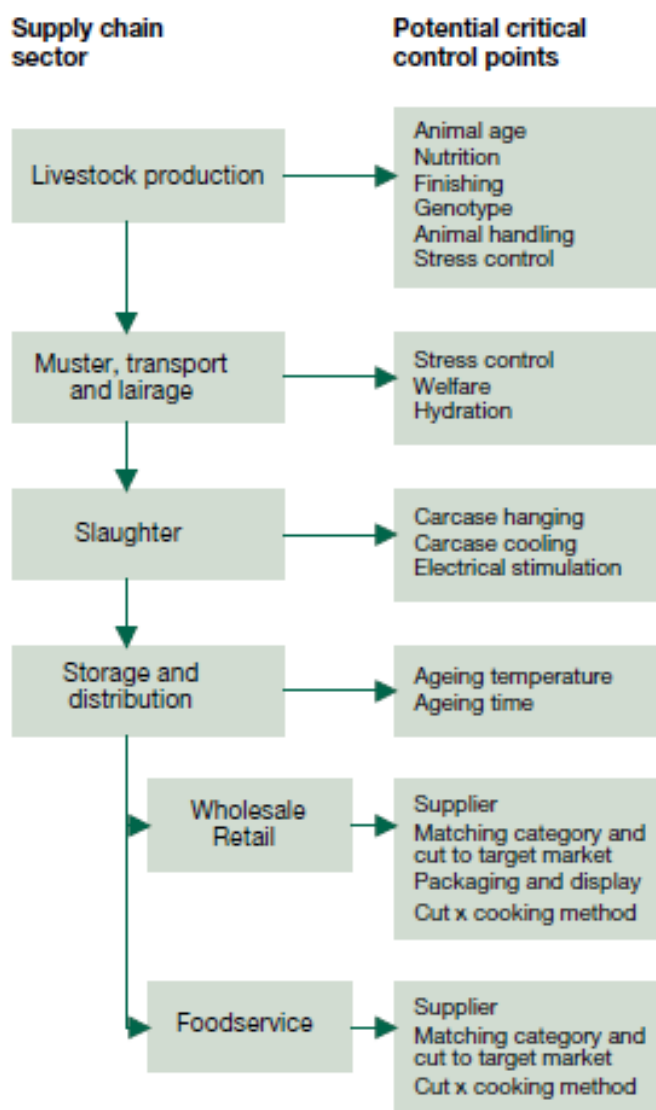 Supply chain
sector
Potential critical
control points
Livestock production
Animal age
Nutrition
Finishing
Genotype
Animal handling
Stress control
Muster, transport
and lairage
Stress control
Welfare
Hydration
Slaughter
Carcase hanging
Carcase cooling
Electrical stimulation
Storage and
distribution
Ageing temperature
Ageing time
Wholesale
Retail
Supplier
Matching category and
cut to target market
Packaging and display
Cut x cooking method
Foodservice
Supplier
Matching category and
cut to target market
Cut x cooking method